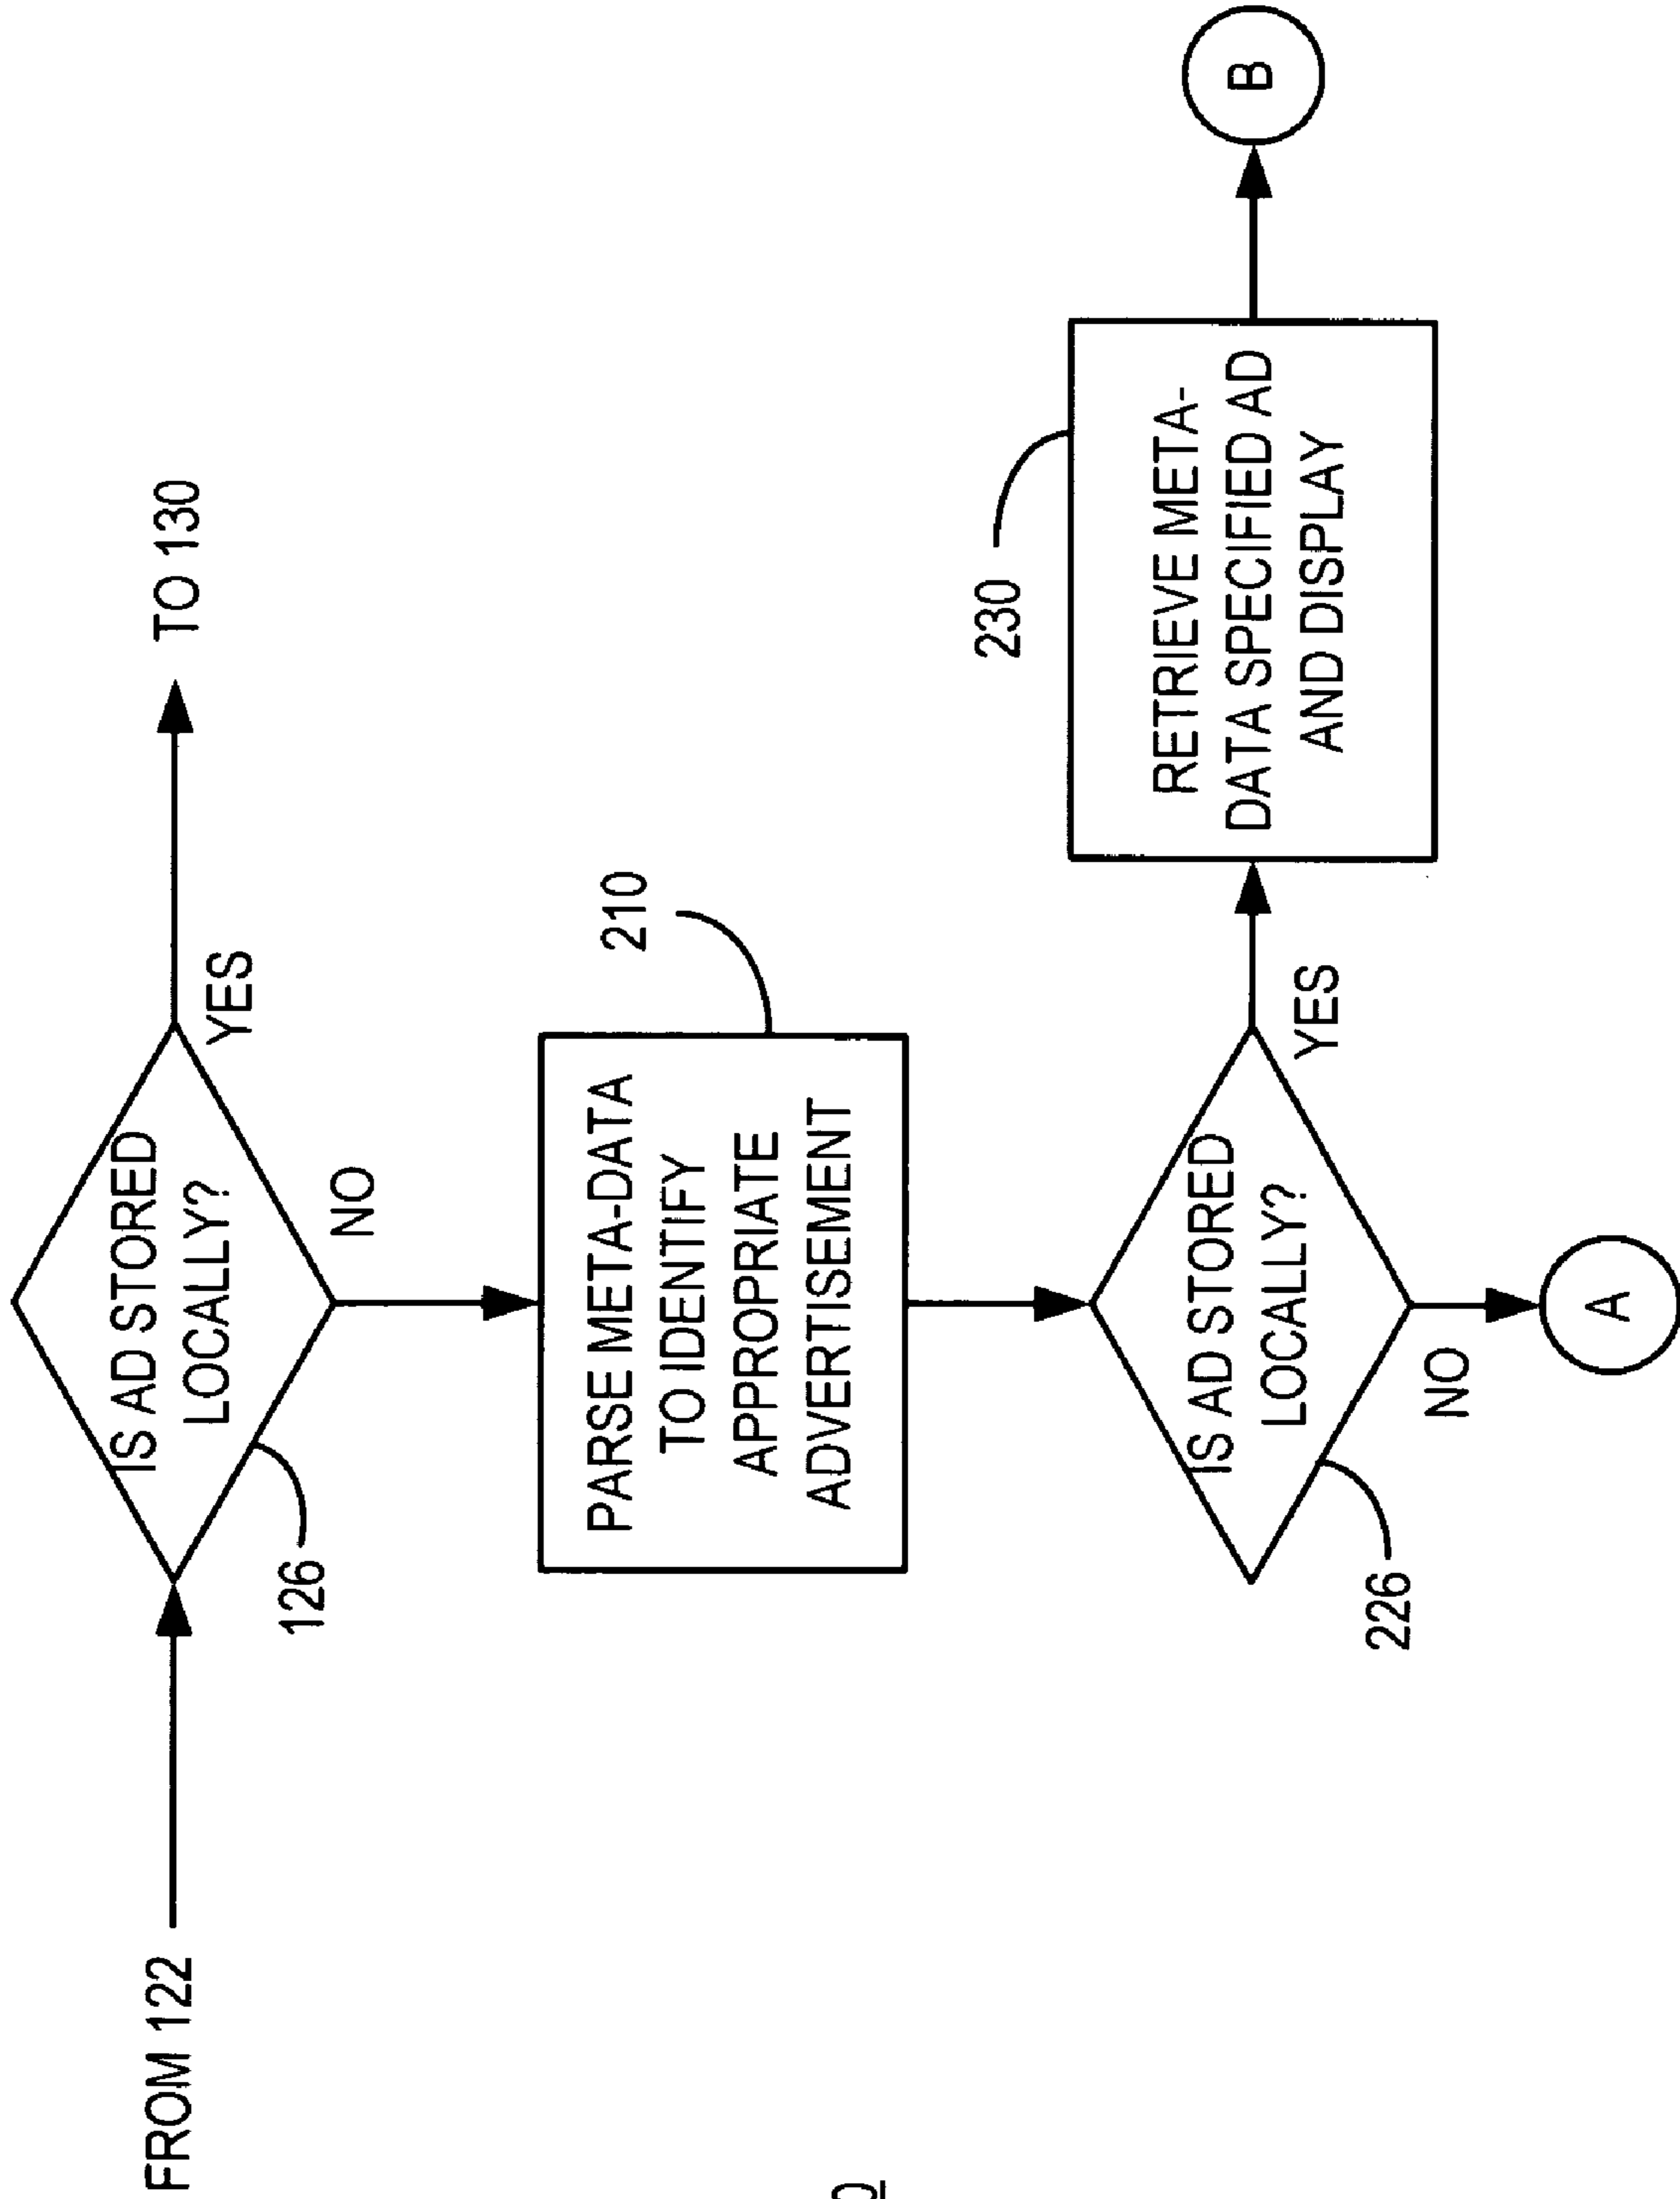 FROM 122
IS AD STORED
LOCALLY?
126
YES
TO 130
NO
PARSE META-DATA
TO IDENTIFY
APPROPRIATE
ADVERTISEMENT
210
IS AD STORED
LOCALLY?
226
YES
RETRIEVE META-
DATA SPECIFIED AD
AND DISPLAY
230
B
NO
A